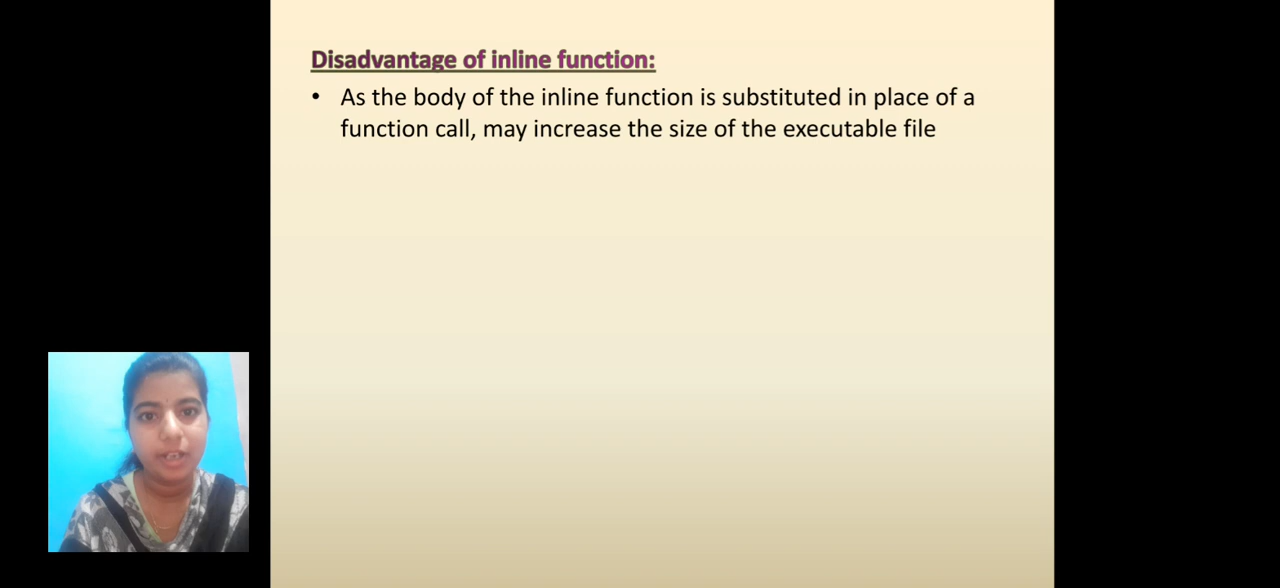 Disadvantage of inline function:
• As the body of the inline function is substituted in place of a
function call, may increase the size of the executable file